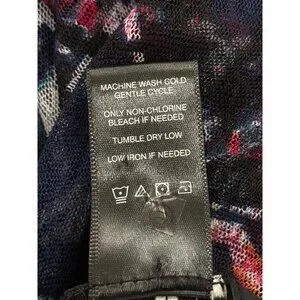 MACHINE WASH COLD
GENTLE CYCLE
ONLY NON-CHLORINE
BLEACH IF NEEDED
TUMBLE DRY LOW
LOW IRON IF NEEDED